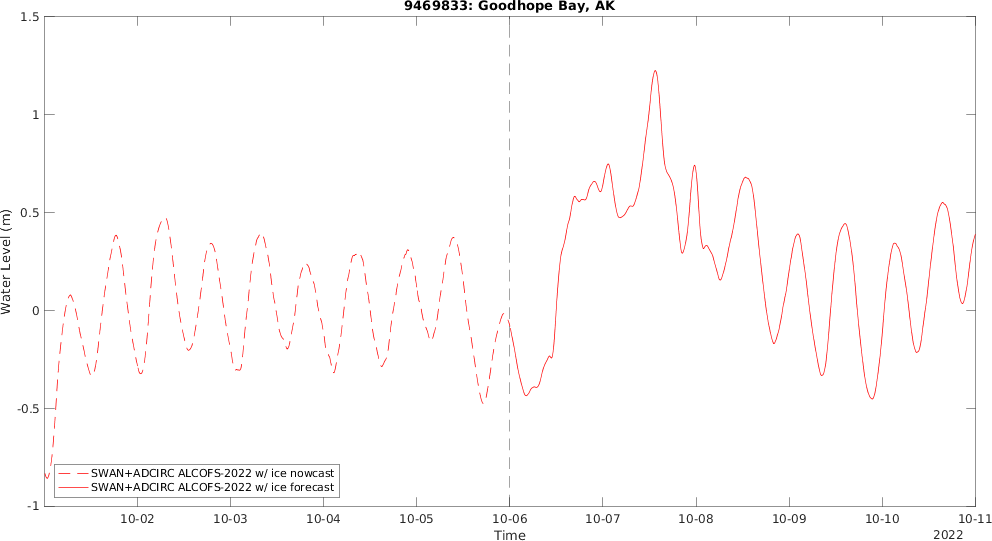 9469833: Goodhope Bay, AK
1.5
1
0.5
0
-0.5
-1
Water Level (m)
SWAN+ADCIRC ALCOFS-2022 w/ ice nowcast
SWAN+ADCIRC ALCOFS-2022 w/ ice forecast
10-02 10-03 10-04 10-05 10-06 10-07 10-08 10-09 10-10 10-11
Time
2022